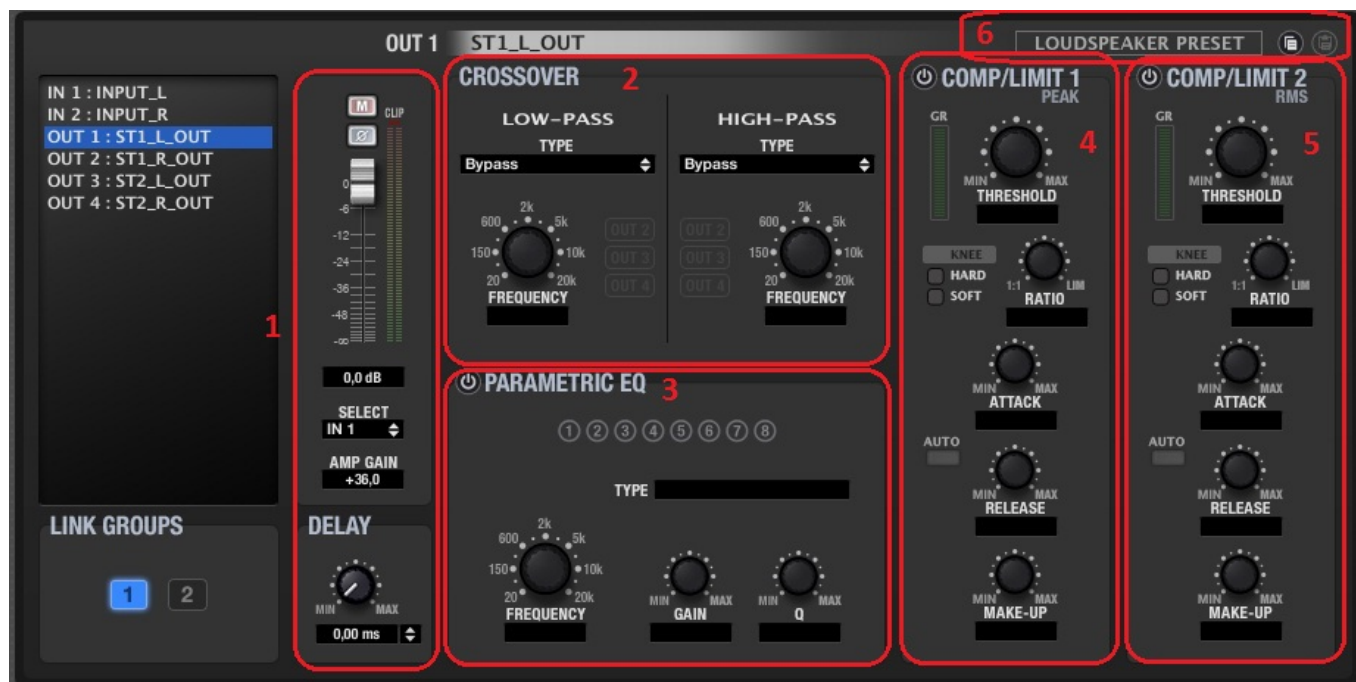 OUT 1 ST1_L_OUT
6 LOUDSPEAKER PRESET
IN 1 : INPUT_L
IN 2 : INPUT_R
OUT 1 : ST1_L_OUT
OUT 2 : ST1_R_OUT
OUT 3 : ST2_L_OUT
OUT 4 : ST2_R_OUT
LINK GROUPS
1 2
1
M CLIP
Ø
0
-6
-12
-24
-36
-48
-∞
0,0 dB
SELECT
IN 1
AMP GAIN
+36,0
DELAY
MIN MAX
0,00 ms
CROSSOVER 2
LOW-PASS
TYPE
Bypass
2k
600 5k
150 10k
20 20k
FREQUENCY
OUT 2
OUT 3
OUT 4
HIGH-PASS
TYPE
Bypass
OUT 2
OUT 3
OUT 4
2k
600 5k
150 10k
20 20k
FREQUENCY
PARAMETRIC EQ 3
1 2 3 4 5 6 7 8
TYPE
2k
600 5k
150 10k
20 20k
FREQUENCY
MIN MAX
GAIN
MIN MAX
Q
COMP/LIMIT 1
PEAK
GR
4
MIN MAX
THRESHOLD
KNEE
HARD
SOFT
1:1 LIM
RATIO
MIN MAX
ATTACK
AUTO
MIN MAX
RELEASE
MIN MAX
MAKE-UP
COMP/LIMIT 2
RMS
GR
5
MIN MAX
THRESHOLD
KNEE
HARD
SOFT
1:1 LIM
RATIO
MIN MAX
ATTACK
AUTO
MIN MAX
RELEASE
MIN MAX
MAKE-UP